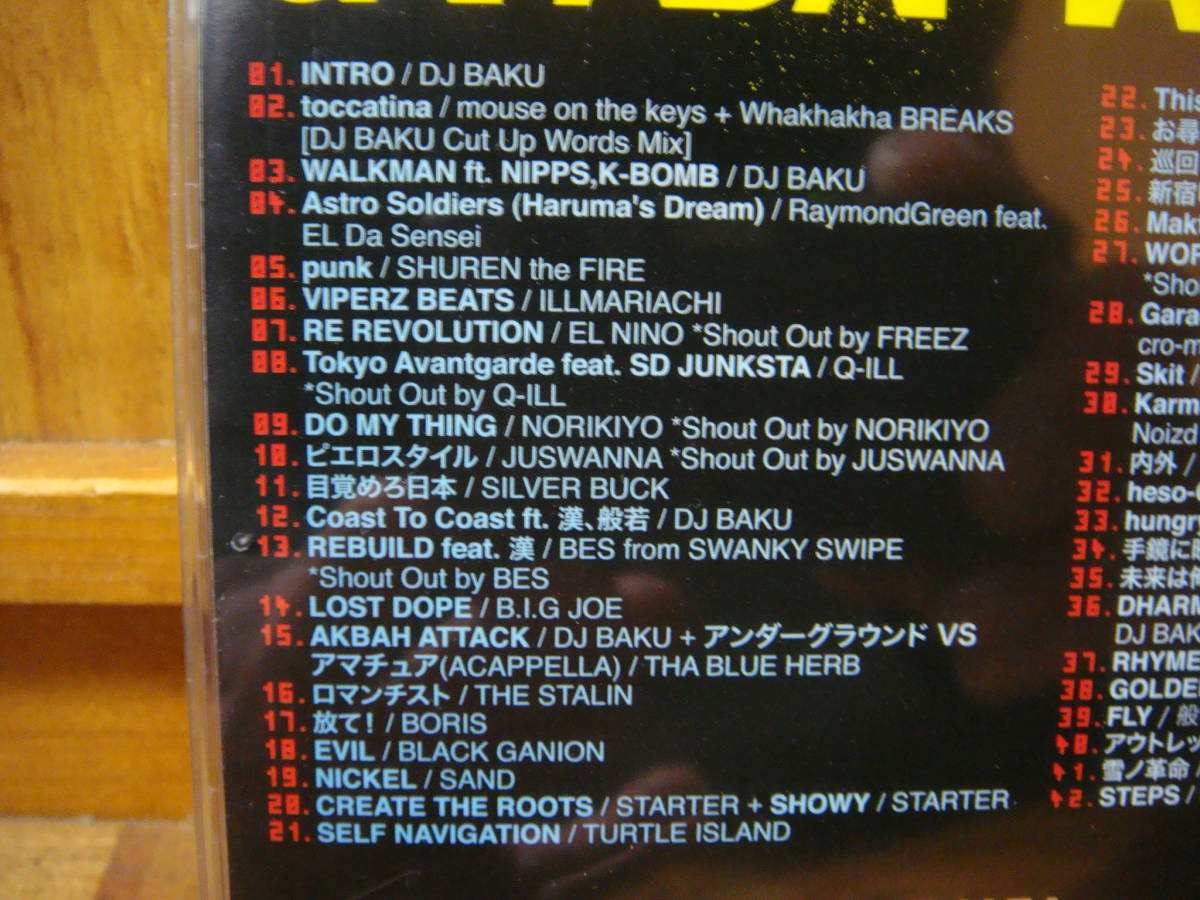 01. INTRO / DJ BAKU
02. toccatina / mouse on the keys + Whakhakha BREAKS
[DJ BAKU Cut Up Words Mix]
03. WALKMAN ft. NIPPS,K-BOMB / DJ BAKU
04. Astro Soldiers (Haruma's Dream) / RaymondGreen feat.
EL Da Sensei
05. punk / SHUREN the FIRE
06. VIPERZ BEATS / ILLMARIACHI
07. RE REVOLUTION / EL NINO *Shout Out by FREEZ
08. Tokyo Avantgarde feat. SD JUNKSTA / Q-ILL
*Shout Out by Q-ILL
09. DO MY THING / NORIKIYO *Shout Out by NORIKIYO
10. ピエロスタイル / JUSWANNA *Shout Out by JUSWANNA
11. 目覚めろ日本 / SILVER BUCK
12. Coast To Coast ft. 漢、般若 / DJ BAKU
13. REBUILD feat. 漢 / BES from SWANKY SWIPE
*Shout Out by BES
14. LOST DOPE / B.I.G JOE
15. AKBAH ATTACK / DJ BAKU + アンダーグラウンド VS
アマチュア(ACAPPELLA) / THA BLUE HERB
16. ロマンチスト / THE STALIN
17. 放て! / BORIS
18. EVIL / BLACK GANION
19. NICKEL / SAND
20. CREATE THE ROOTS / STARTER + SHOWY / STARTER
21. SELF NAVIGATION / TURTLE ISLAND
22. This
23. お尋
24. 巡回
25. 新宿
26. Mak
27. WOR
*Sho
28. Gara
cro-m
29. Skit /
30. Karm
Noizd
31. 内外 /
32. heso-
33. hungr
34. 手鏡に
35. 未来は
36. DHAR
DJ BAK
37. RHYME
38. GOLDE
39. FLY / 般
40. アウトレッ
41. 雪ノ革命 /
42. STEPS /